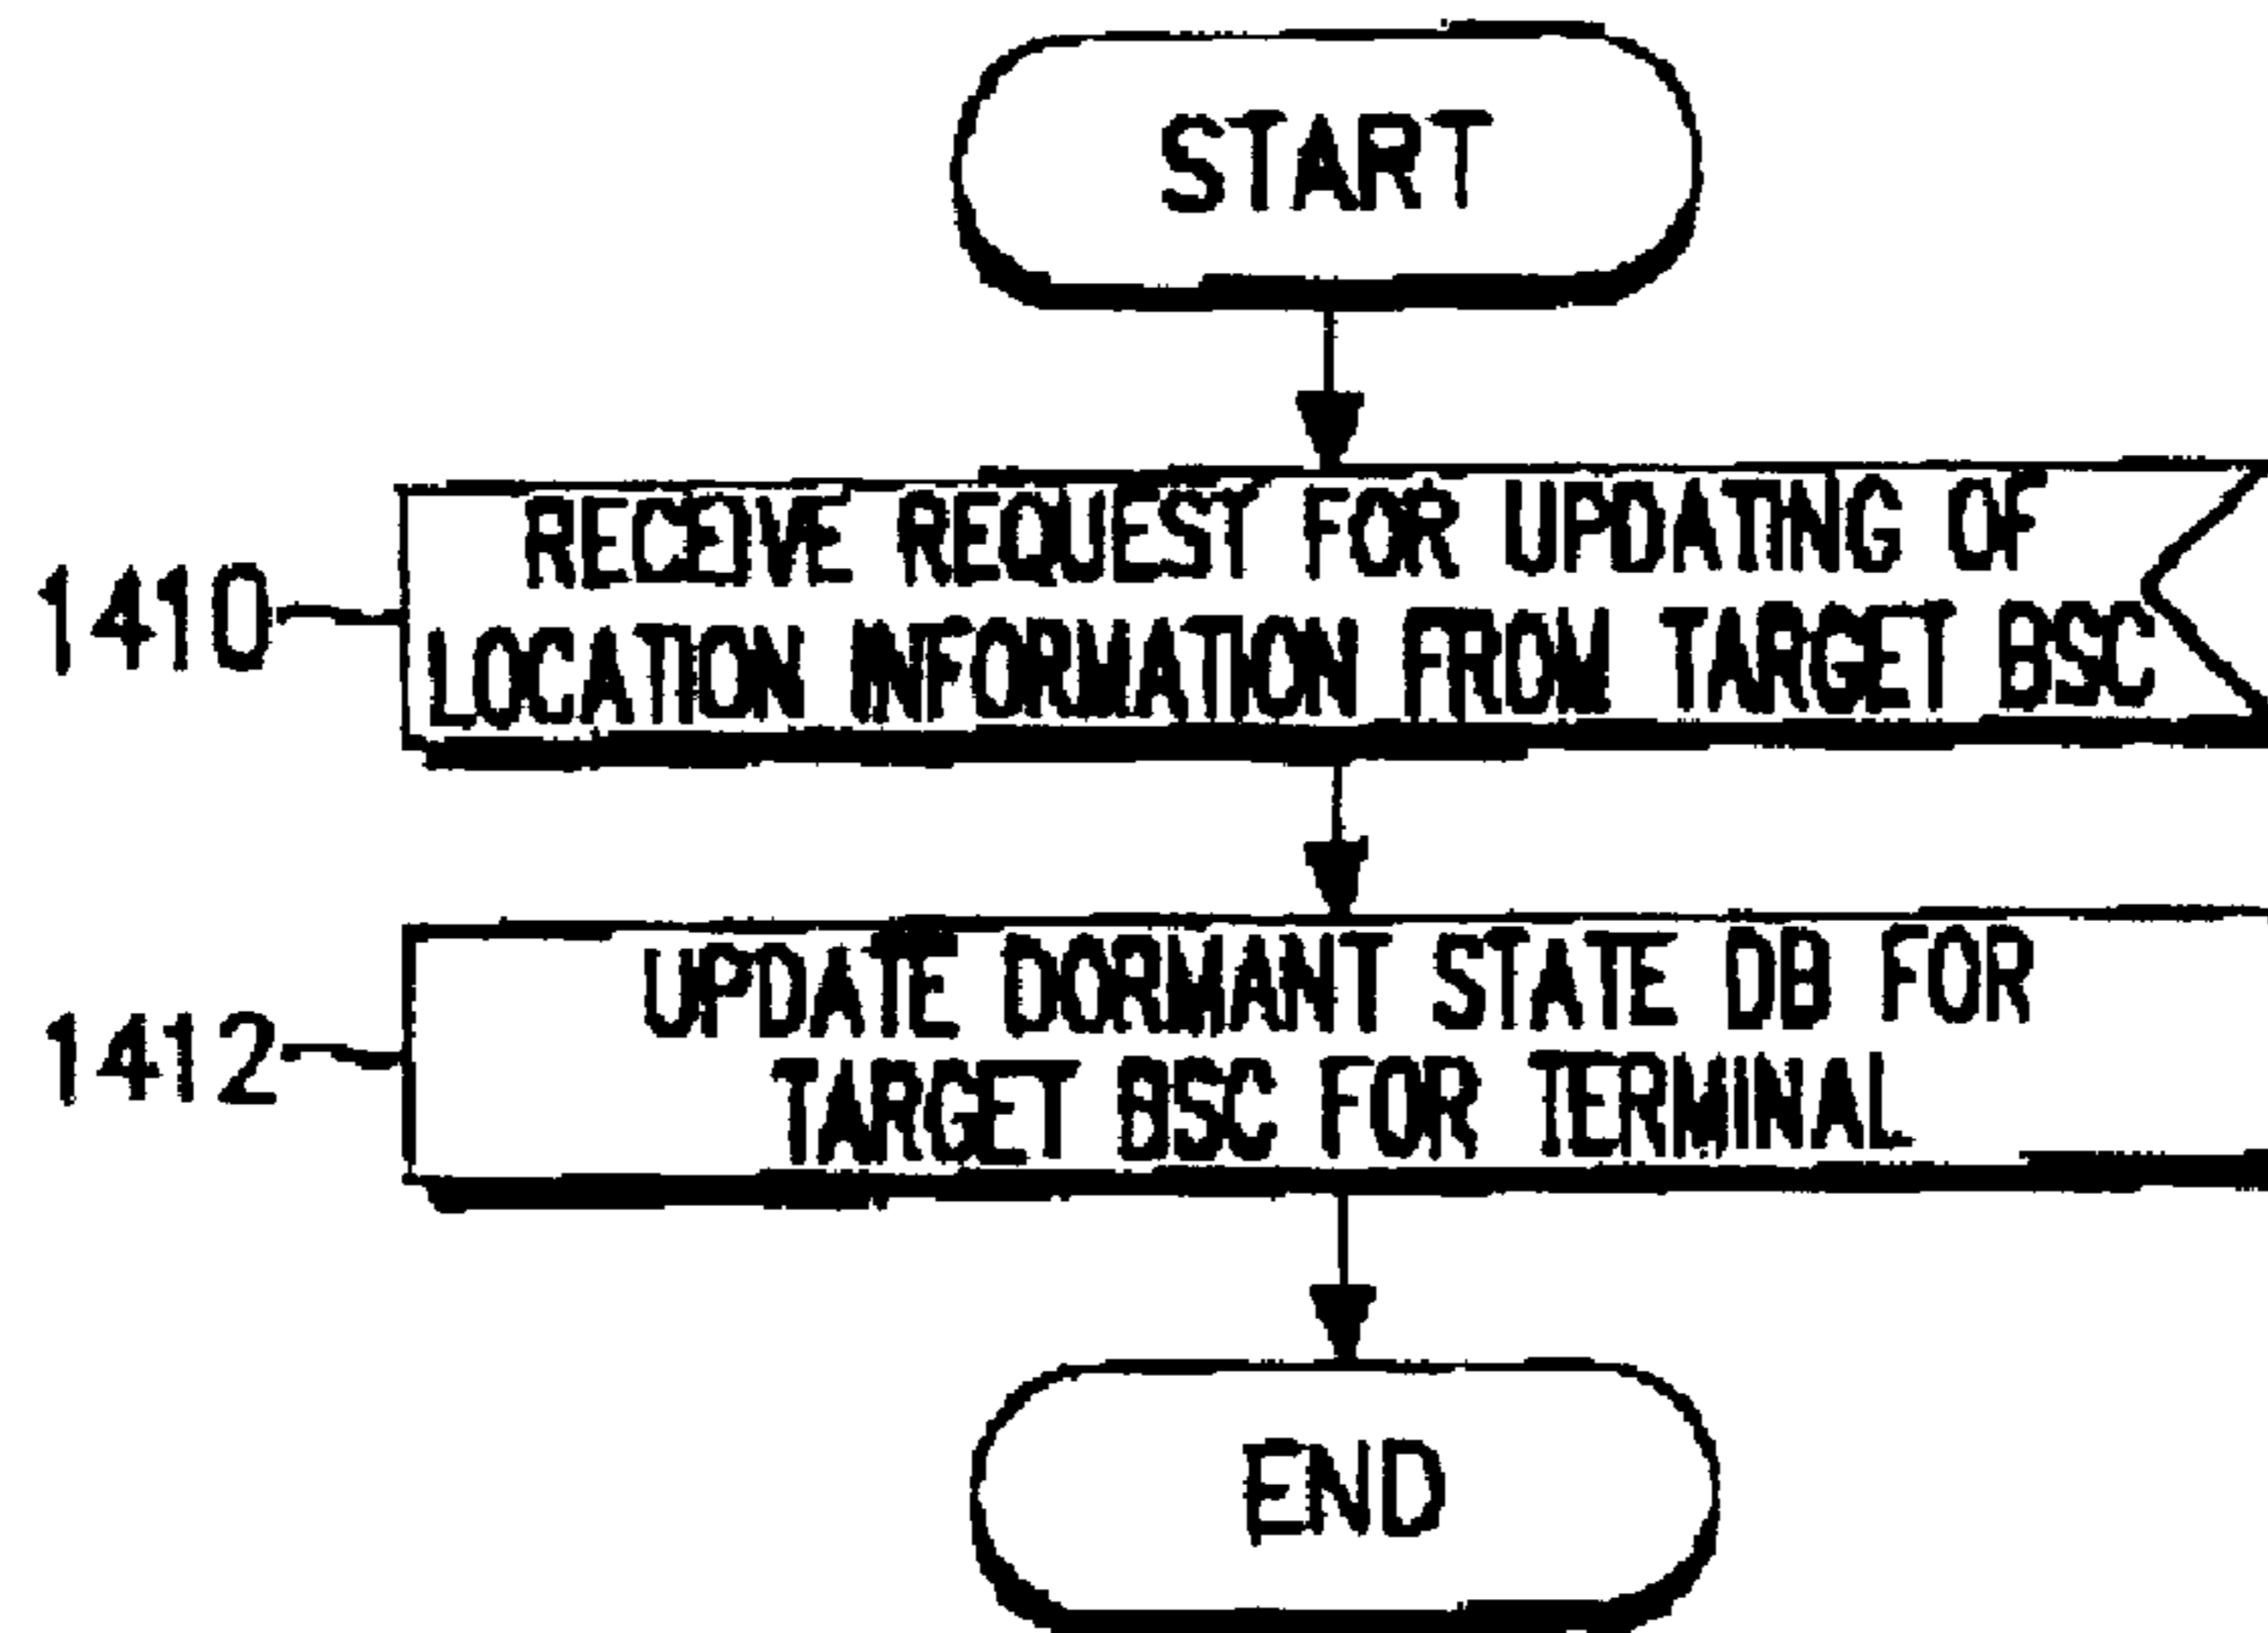 START
RECEIVE REQUEST FOR UPDATING OF
1410
LOCATION INFORMATION FROM TARGET BSC
UPDATE DORMANT STATE DB FOR
1412
TARGET BSC FOR TERMINAL
END